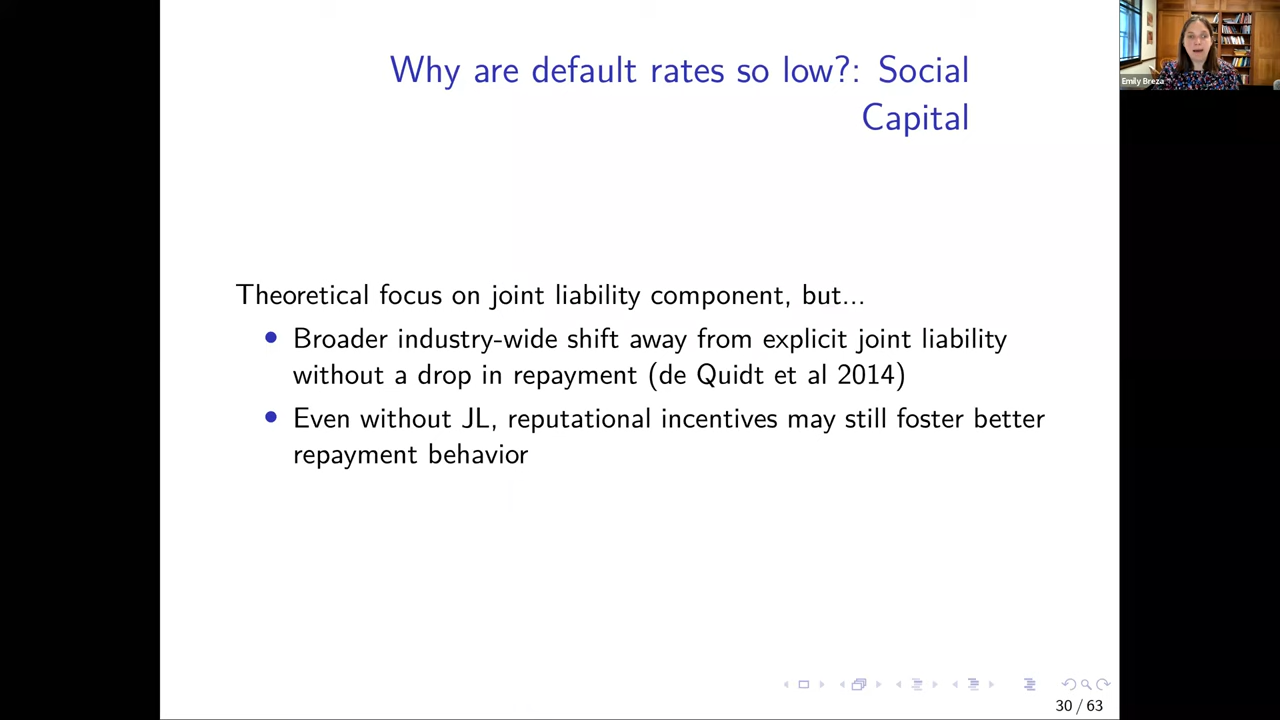 Why are default rates so low?: Social
Capital
Emily Breza
Theoretical focus on joint liability component, but...
Broader industry-wide shift away from explicit joint liability
without a drop in repayment (de Quidt et al 2014)
Even without JL, reputational incentives may still foster better
repayment behavior
30 / 63